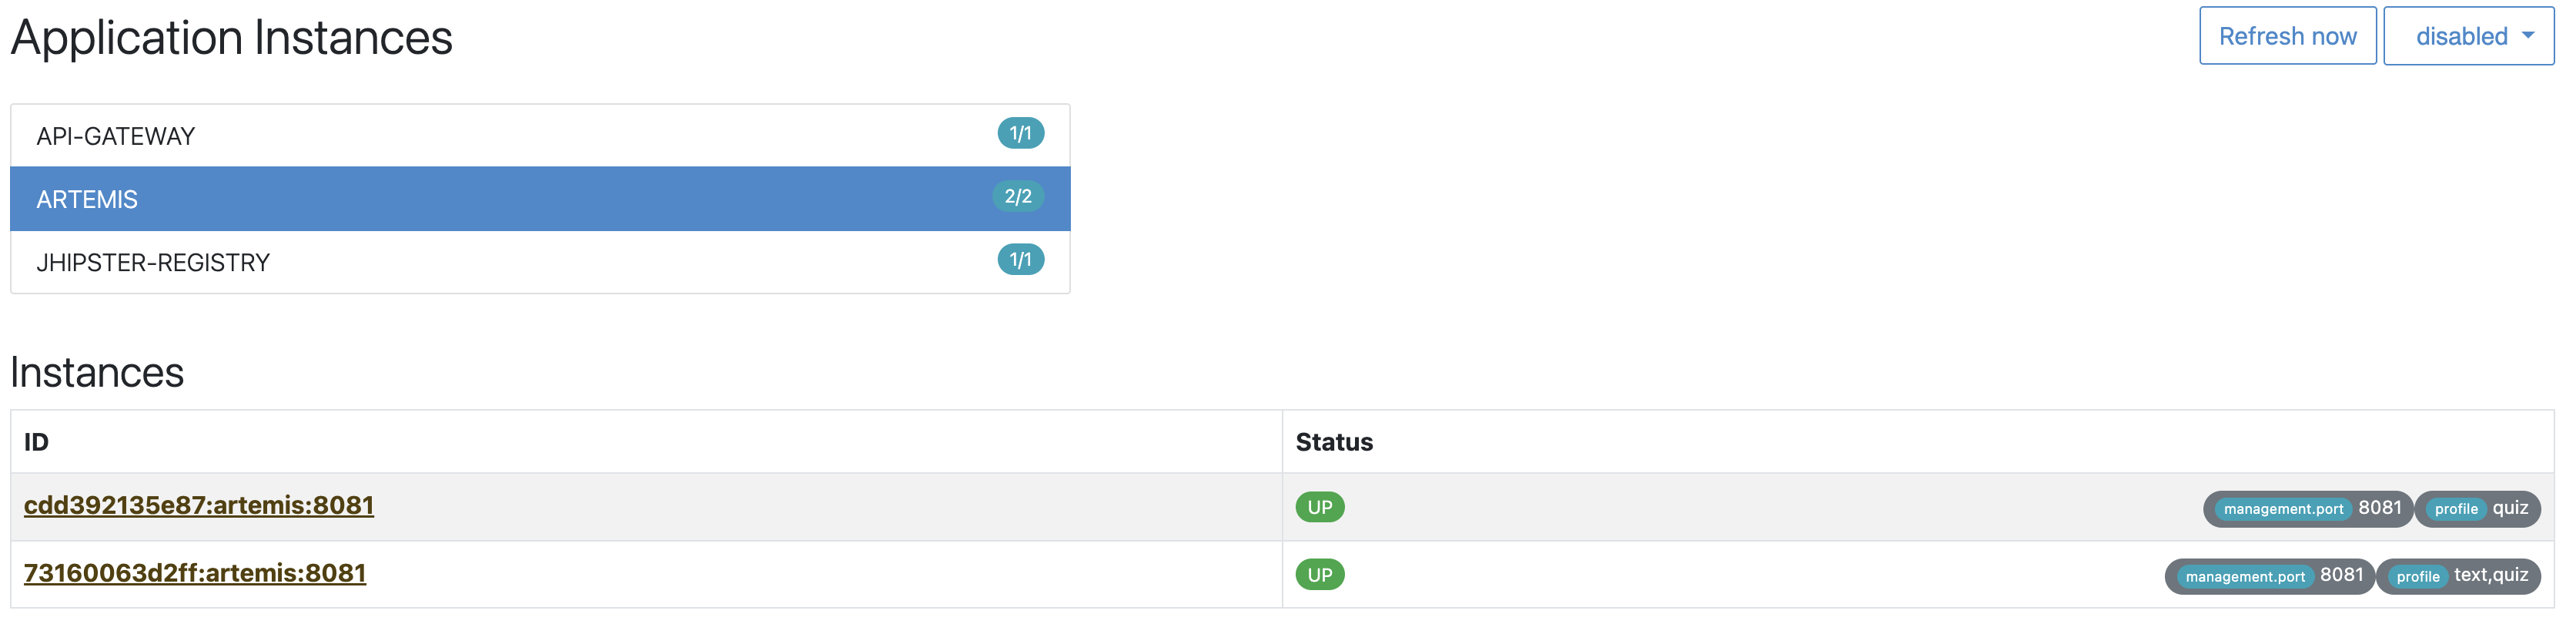 Application Instances
Refresh now
disabled
API-GATEWAY 1/1
ARTEMIS 2/2
JHIPSTER-REGISTRY 1/1
Instances
ID Status
cdd392135e87:artemis:8081 UP management.port 8081 profile quiz
73160063d2ff:artemis:8081 UP management.port 8081 profile text,quiz